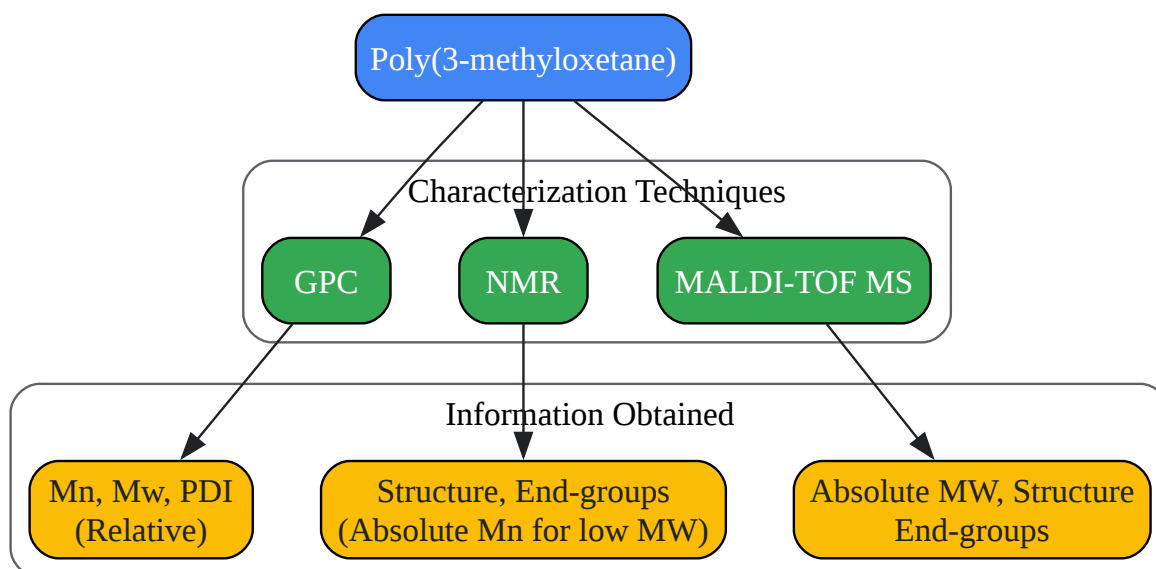 Poly(3-methyloxetane)
Characterization Techniques
GPC
NMR
MALDI-TOF MS
Information Obtained
Mn, Mw, PDI
(Relative)
Structure, End-groups
(Absolute Mn for low MW)
Absolute MW, Structure
End-groups